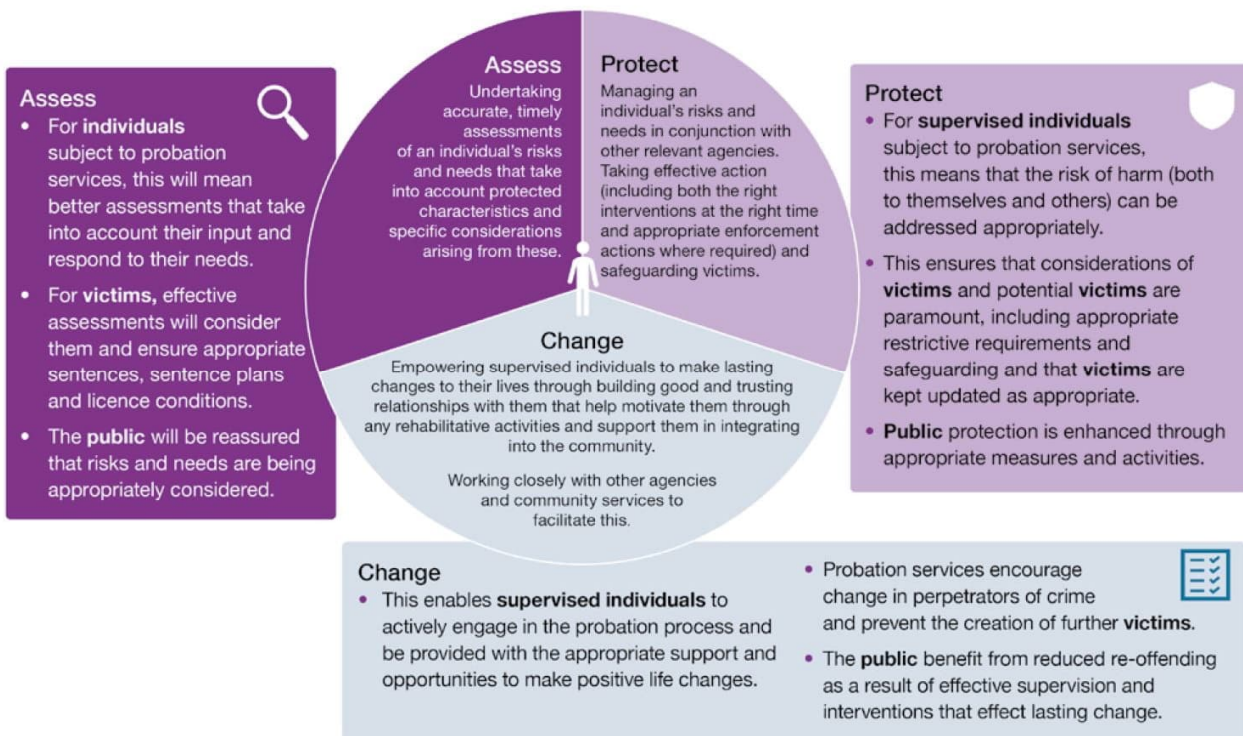 Assess
• For individuals
subject to probation
services, this will mean
better assessments that take
into account their input and
respond to their needs.
• For victims, effective
assessments will consider
them and ensure appropriate
sentences, sentence plans
and licence conditions.
• The public will be reassured
that risks and needs are being
appropriately considered.
Assess
Undertaking
accurate, timely
assessments
of an individual's risks
and needs that take
into account protected
characteristics and
specific considerations
arising from these.
Protect
Managing an
individual's risks and
needs in conjunction with
other relevant agencies.
Taking effective action
(including both the right
interventions at the right time
and appropriate enforcement
actions where required) and
safeguarding victims.
Change
Empowering supervised individuals to make lasting
changes to their lives through building good and trusting
relationships with them that help motivate them through
any rehabilitative activities and support them in integrating
into the community.
Working closely with other agencies
and community services to
facilitate this.
Protect
• For supervised individuals
subject to probation services,
this means that the risk of harm (both
to themselves and others) can be
addressed appropriately.
• This ensures that considerations of
victims and potential victims are
paramount, including appropriate
restrictive requirements and
safeguarding and that victims are
kept updated as appropriate.
• Public protection is enhanced through
appropriate measures and activities.
Change
• This enables supervised individuals to
actively engage in the probation process and
be provided with the appropriate support and
opportunities to make positive life changes.
• Probation services encourage
change in perpetrators of crime
and prevent the creation of further victims.
• The public benefit from reduced re-offending
as a result of effective supervision and
interventions that effect lasting change.